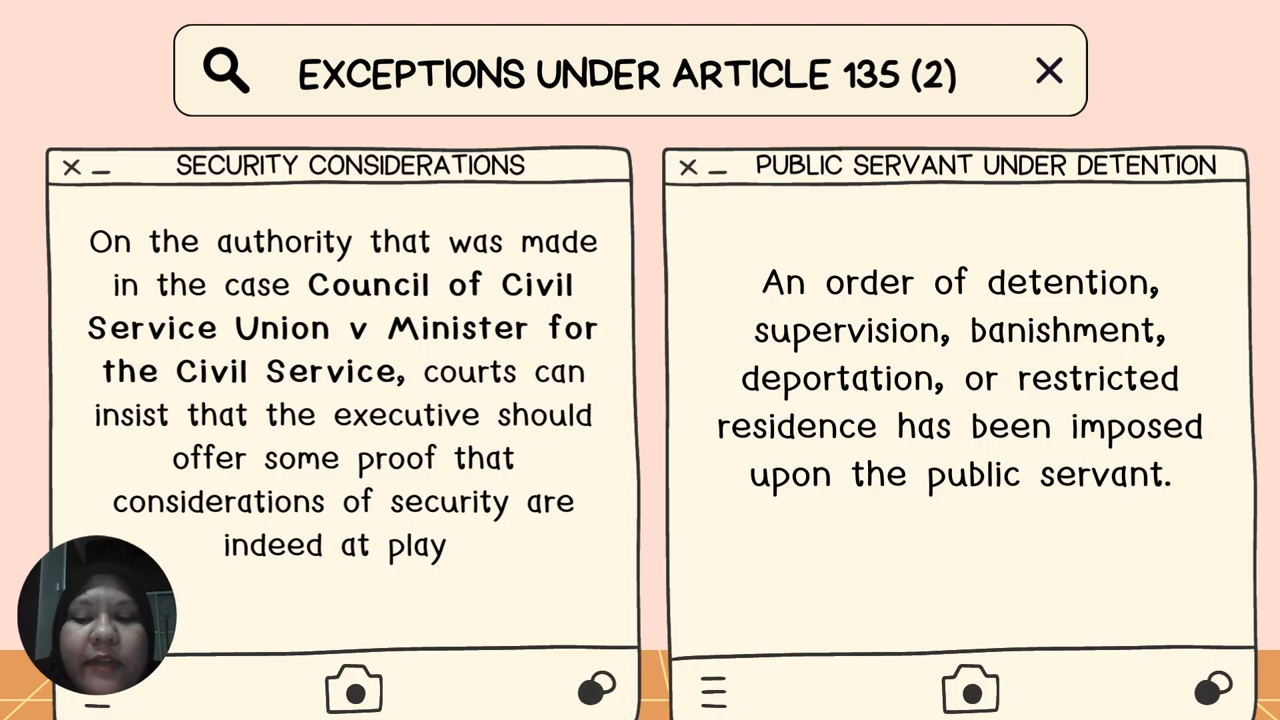 EXCEPTIONS UNDER ARTICLE 135 (2)
SECURITY CONSIDERATIONS
On the authority that was made
in the case Council of Civil
Service Union v Minister for
the Civil Service, courts can
insist that the executive should
offer some proof that
considerations of security are
indeed at play
PUBLIC SERVANT UNDER DETENTION
An order of detention,
supervision, banishment,
deportation, or restricted
residence has been imposed
upon the public servant.